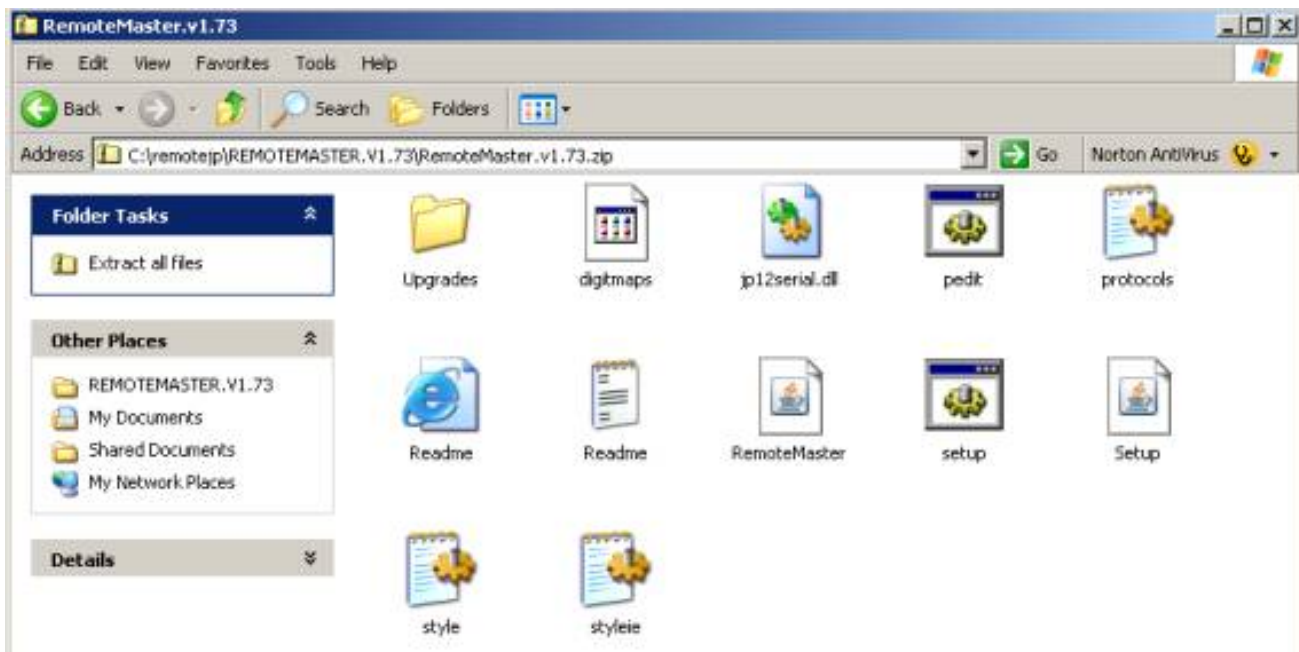 RemoteMaster.v1.73
File Edit View Favorites Tools Help
Back Search Folders
Address C:\remotejp\REMOTEMASTER.V1.73\RemoteMaster.v1.73.zip Go Norton AntiVirus
Folder Tasks
Extract all files
Other Places
REMOTEMASTER.V1.73
My Documents
Shared Documents
My Network Places
Details
Upgrades digitmaps jp12serial.dll pedit protocols
Readme Readme RemoteMaster setup Setup
style styleie